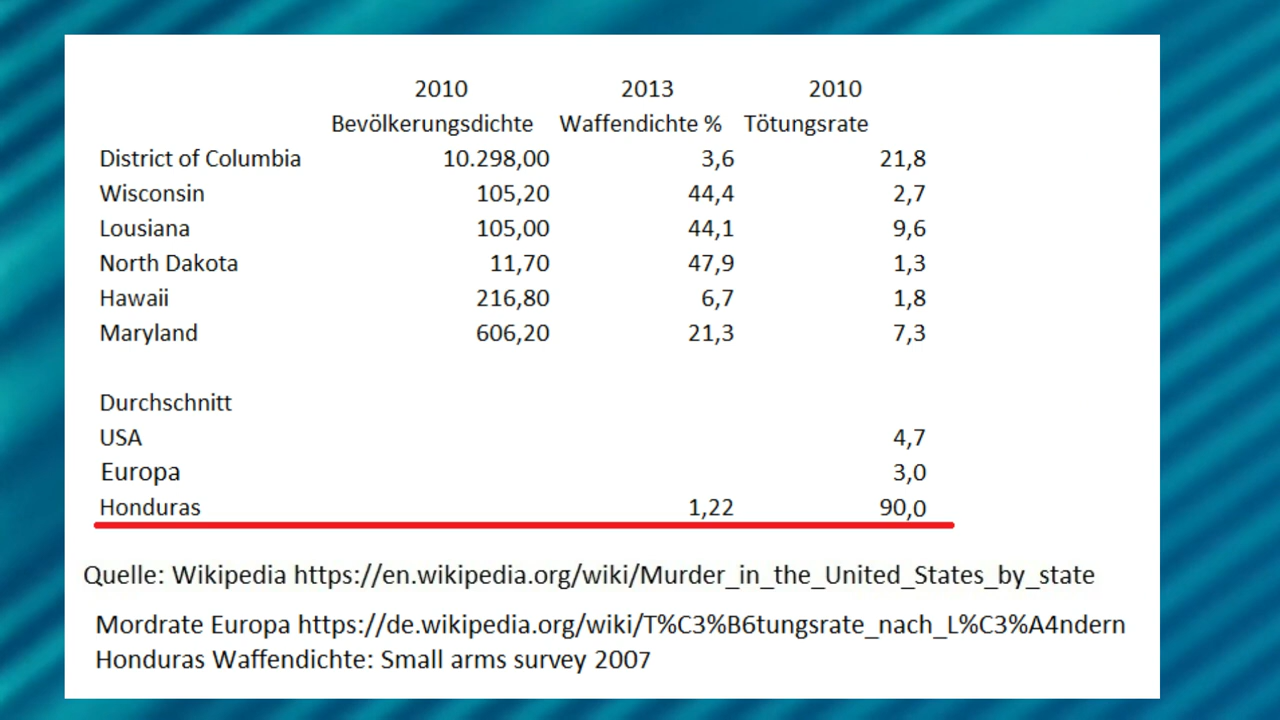 2010 2013 2010
Bevölkerungsdichte Waffendichte % Tötungsrate
District of Columbia 10.298,00 3,6 21,8
Wisconsin 105,20 44,4 2,7
Lousiana 105,00 44,1 9,6
North Dakota 11,70 47,9 1,3
Hawaii 216,80 6,7 1,8
Maryland 606,20 21,3 7,3
Durchschnitt
USA 4,7
Europa 3,0
Honduras 1,22 90,0
Quelle: Wikipedia https://en.wikipedia.org/wiki/Murder_in_the_United_States_by_state
Mordrate Europa https://de.wikipedia.org/wiki/T%C3%B6tungsrate_nach_L%C3%A4ndern
Honduras Waffendichte: Small arms survey 2007